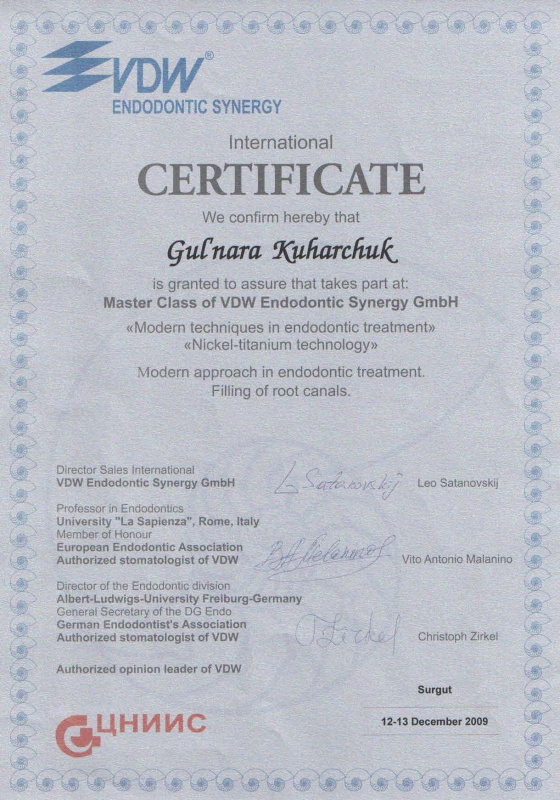 VDW®
ENDODONTIC SYNERGY
International
CERTIFICATE
We confirm hereby that
Gul'nara Kuharchuk
is granted to assure that takes part at:
Master Class of VDW Endodontic Synergy GmbH
«Modern techniques in endodontic treatment»
«Nickel-titanium technology»
Modern approach in endodontic treatment.
Filling of root canals.
Director Sales International
VDW Endodontic Synergy GmbH
L Satanovskij
Leo Satanovskij
Professor in Endodontics
University "La Sapienza", Rome, Italy
Member of Honour
European Endodontic Association
Authorized stomatologist of VDW
Vito Antonio Malanino
Director of the Endodontic division
Albert-Ludwigs-University Freiburg-Germany
General Secretary of the DG Endo
German Endodontist's Association
Authorized stomatologist of VDW
Zirkel
Christoph Zirkel
Authorized opinion leader of VDW
Surgut
12-13 December 2009
ЦНИИС